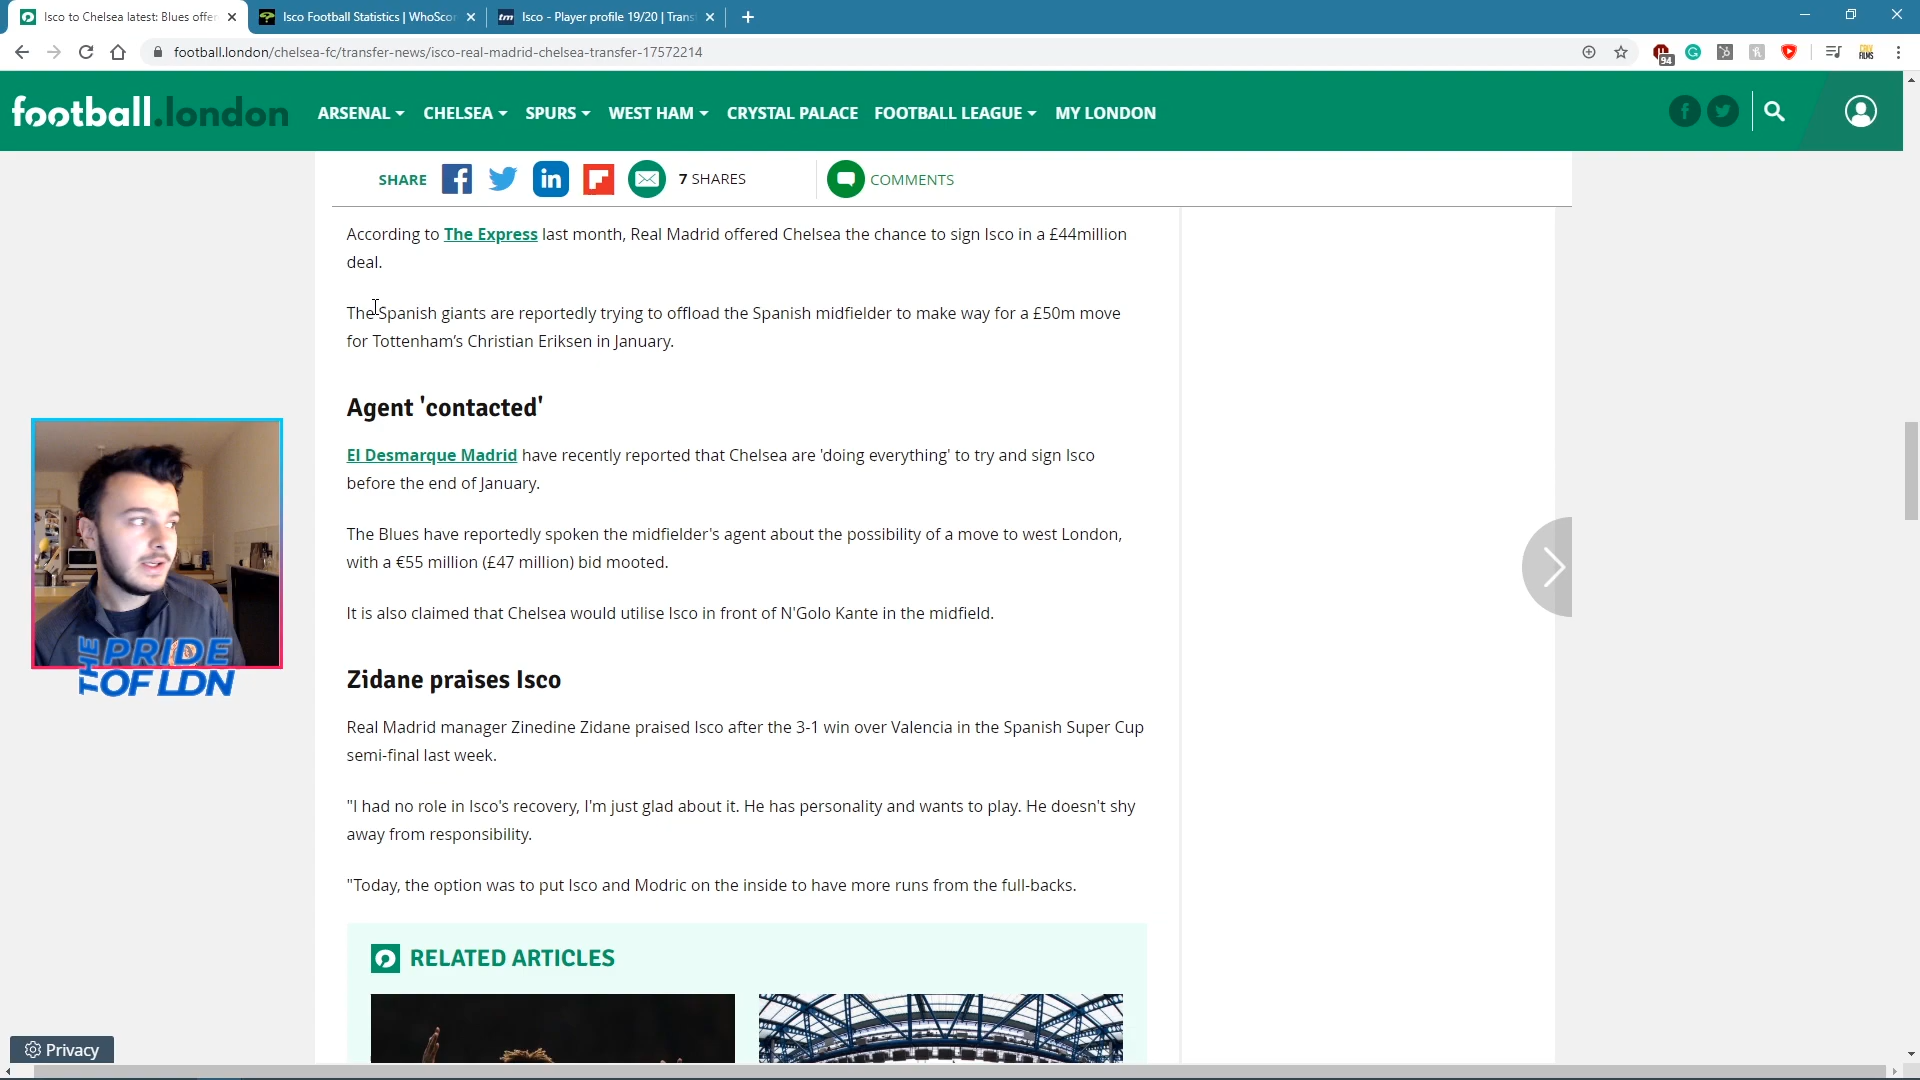 Isco to Chelsea latest: Blues offer
Isco Football Statistics | WhoScor
tm Isco - Player profile 19/20 | Trans
football.london/chelsea-fc/transfer-news/isco-real-madrid-chelsea-transfer-17572214
94
football.london
ARSENAL CHELSEA SPURS WEST HAM CRYSTAL PALACE FOOTBALL LEAGUE MY LONDON
SHARE 7 SHARES COMMENTS
According to The Express last month, Real Madrid offered Chelsea the chance to sign Isco in a £44million
deal.
The Spanish giants are reportedly trying to offload the Spanish midfielder to make way for a £50m move
for Tottenham's Christian Eriksen in January.
Agent 'contacted'
El Desmarque Madrid have recently reported that Chelsea are 'doing everything' to try and sign Isco
before the end of January.
The Blues have reportedly spoken the midfielder's agent about the possibility of a move to west London,
with a €55 million (£47 million) bid mooted.
It is also claimed that Chelsea would utilise Isco in front of N'Golo Kante in the midfield.
THE PRIDE
OF LDN
Zidane praises Isco
Real Madrid manager Zinedine Zidane praised Isco after the 3-1 win over Valencia in the Spanish Super Cup
semi-final last week.
"I had no role in Isco's recovery, I'm just glad about it. He has personality and wants to play. He doesn't shy
away from responsibility.
"Today, the option was to put Isco and Modric on the inside to have more runs from the full-backs.
RELATED ARTICLES
Privacy